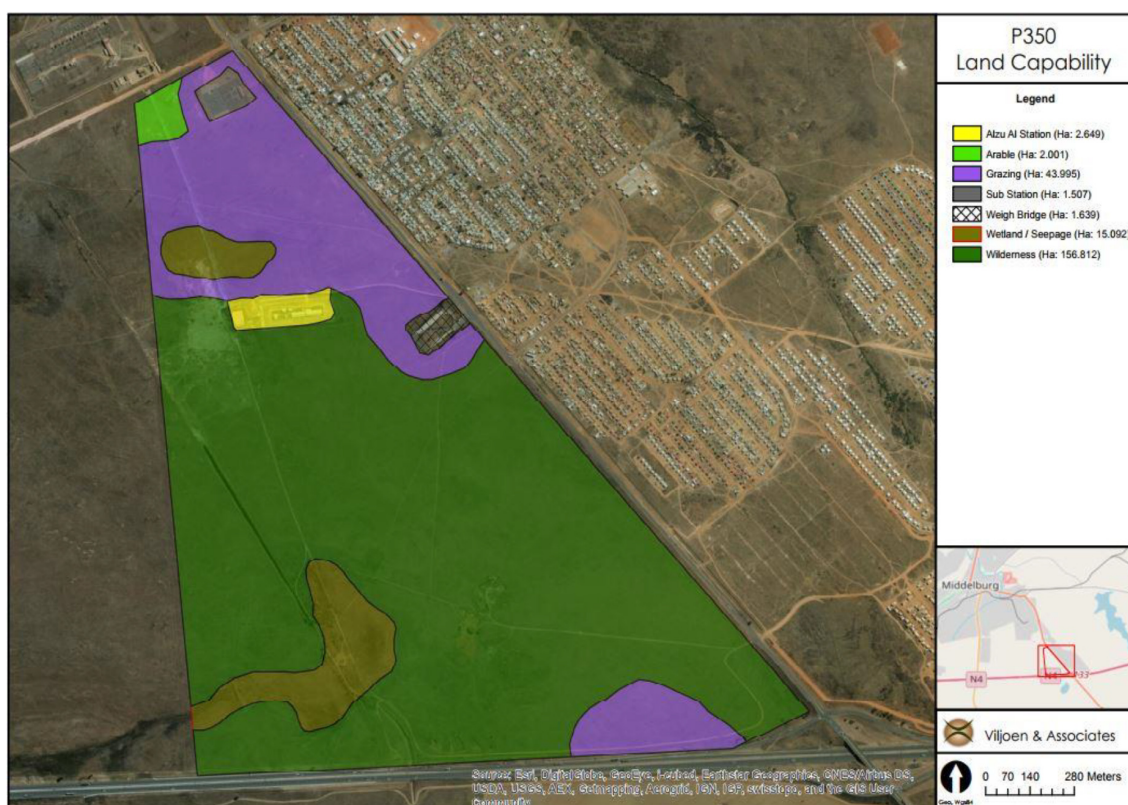 P350
Land Capability
Legend
Alzu Al Station (Ha: 2.649)
Arable (Ha: 2.001)
Grazing (Ha: 43.995)
Sub Station (Ha: 1.507)
Weigh Bridge (Ha: 1.639)
Wetland / Seepage (Ha: 15.092)
Wilderness (Ha: 156.812)
Middelburg
N4
N4
P33
Viljoen & Associates
Geo, Wgs84
0 70 140 280 Meters
Source: Esri, DigitalGlobe, GeoEye, i-cubed, Earthstar Geographics, CNES/Airbus DS,
USDA, USGS, AEX, Getmapping, Aerogrid, IGN, IGP, swisstopo, and the GIS User
Community